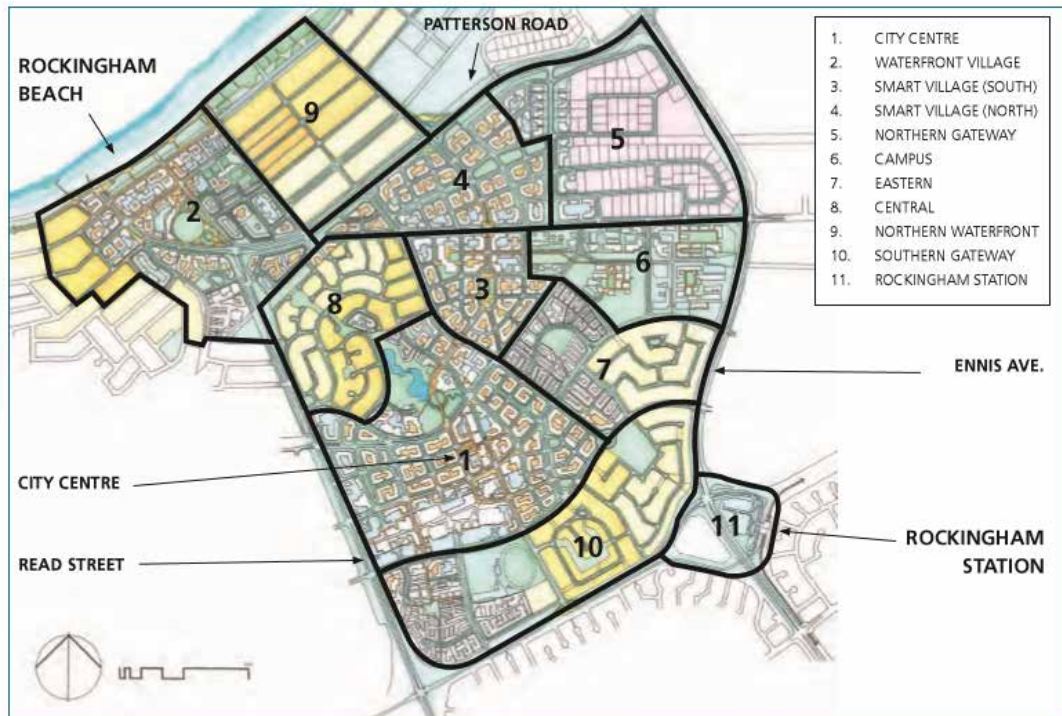 PATTERSON ROAD
ROCKINGHAM
BEACH
1. CITY CENTRE
2. WATERFRONT VILLAGE
3. SMART VILLAGE (SOUTH)
4. SMART VILLAGE (NORTH)
5. NORTHERN GATEWAY
6. CAMPUS
7. EASTERN
8. CENTRAL
9. NORTHERN WATERFRONT
10. SOUTHERN GATEWAY
11. ROCKINGHAM STATION
9
5
2
4
6
3
8
7
ENNIS AVE.
CITY CENTRE
1
11
10
ROCKINGHAM
STATION
READ STREET